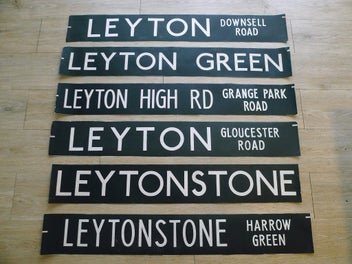 LEYTON DOWNSELL
ROAD
LEYTON GREEN
LEYTON HIGH RD GRANGE PARK
ROAD
LEYTON GLOUCESTER
ROAD
LEYTONSTONE
LEYTONSTONE HARROW
GREEN